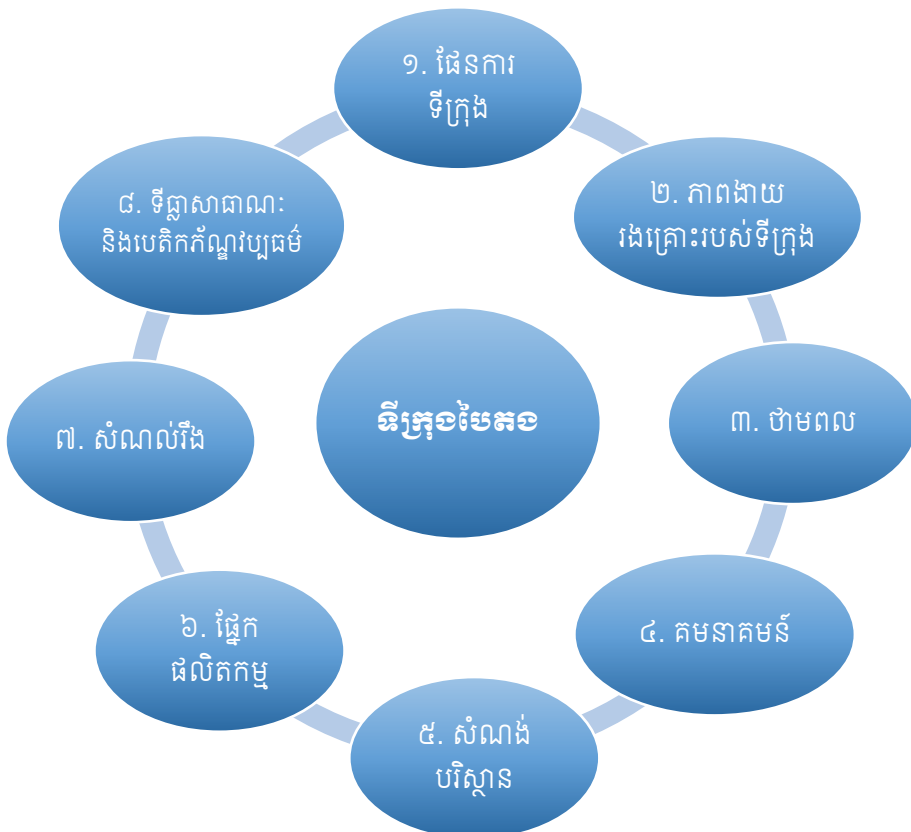 ១. ផែនការ
ទីក្រុង
២. ភាពងាយ
រងគ្រោះរបស់ទីក្រុង
៣. ថាមពល
៤. គមនាគមន៍
៥. សំណង់
បរិស្ថាន
៦. ផ្នែក
ផលិតកម្ម
៧. សំណល់រឹង
៨. ទីធ្លាសាធាណៈ
និងបេតិកភ័ណ្ឌវប្បធម៌
ទីក្រុងបៃតង